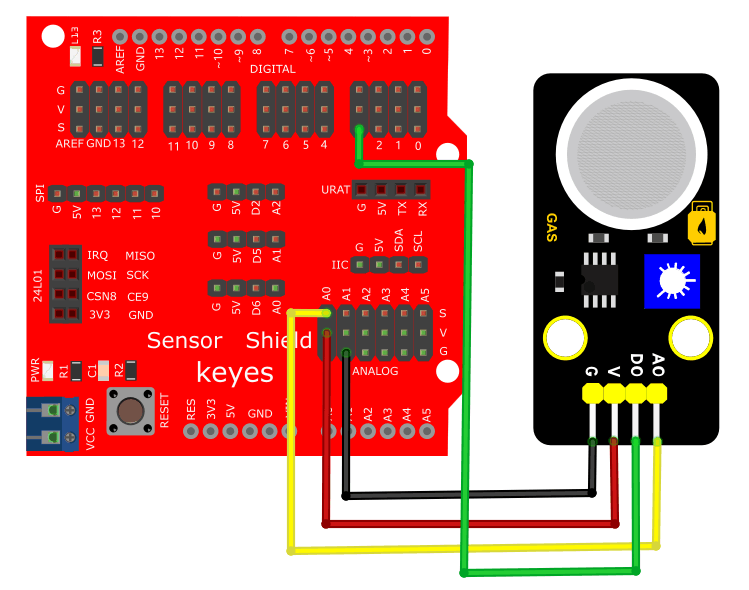 L13
R3
AREF GND 13 12 11 ~10 ~9 8 7 ~6 ~5 4 ~3 2 1 0
DIGITAL
G
V
S
AREF GND 13 12 11 10 9 8 7 6 5 4 2 1 0
SPI
G 5V 13 12 11 10
G 5V D2 A2
URAT
G 5V TX RX
G 5V D5 A1
G 5V SDA SCL
IIC
G 5V D6 A0
24L01
IRQ MISO
MOSI SCK
CSN8 CE9
3V3 GND
A0 A1 A2 A3 A4 A5
S
V
G
ANALOG
Sensor Shield
keyes
PWR
R1
C1
R2
RESET
VCC GND
RES 3V3 5V GND
A2 A3 A4 A5
GAS
G V DO AO